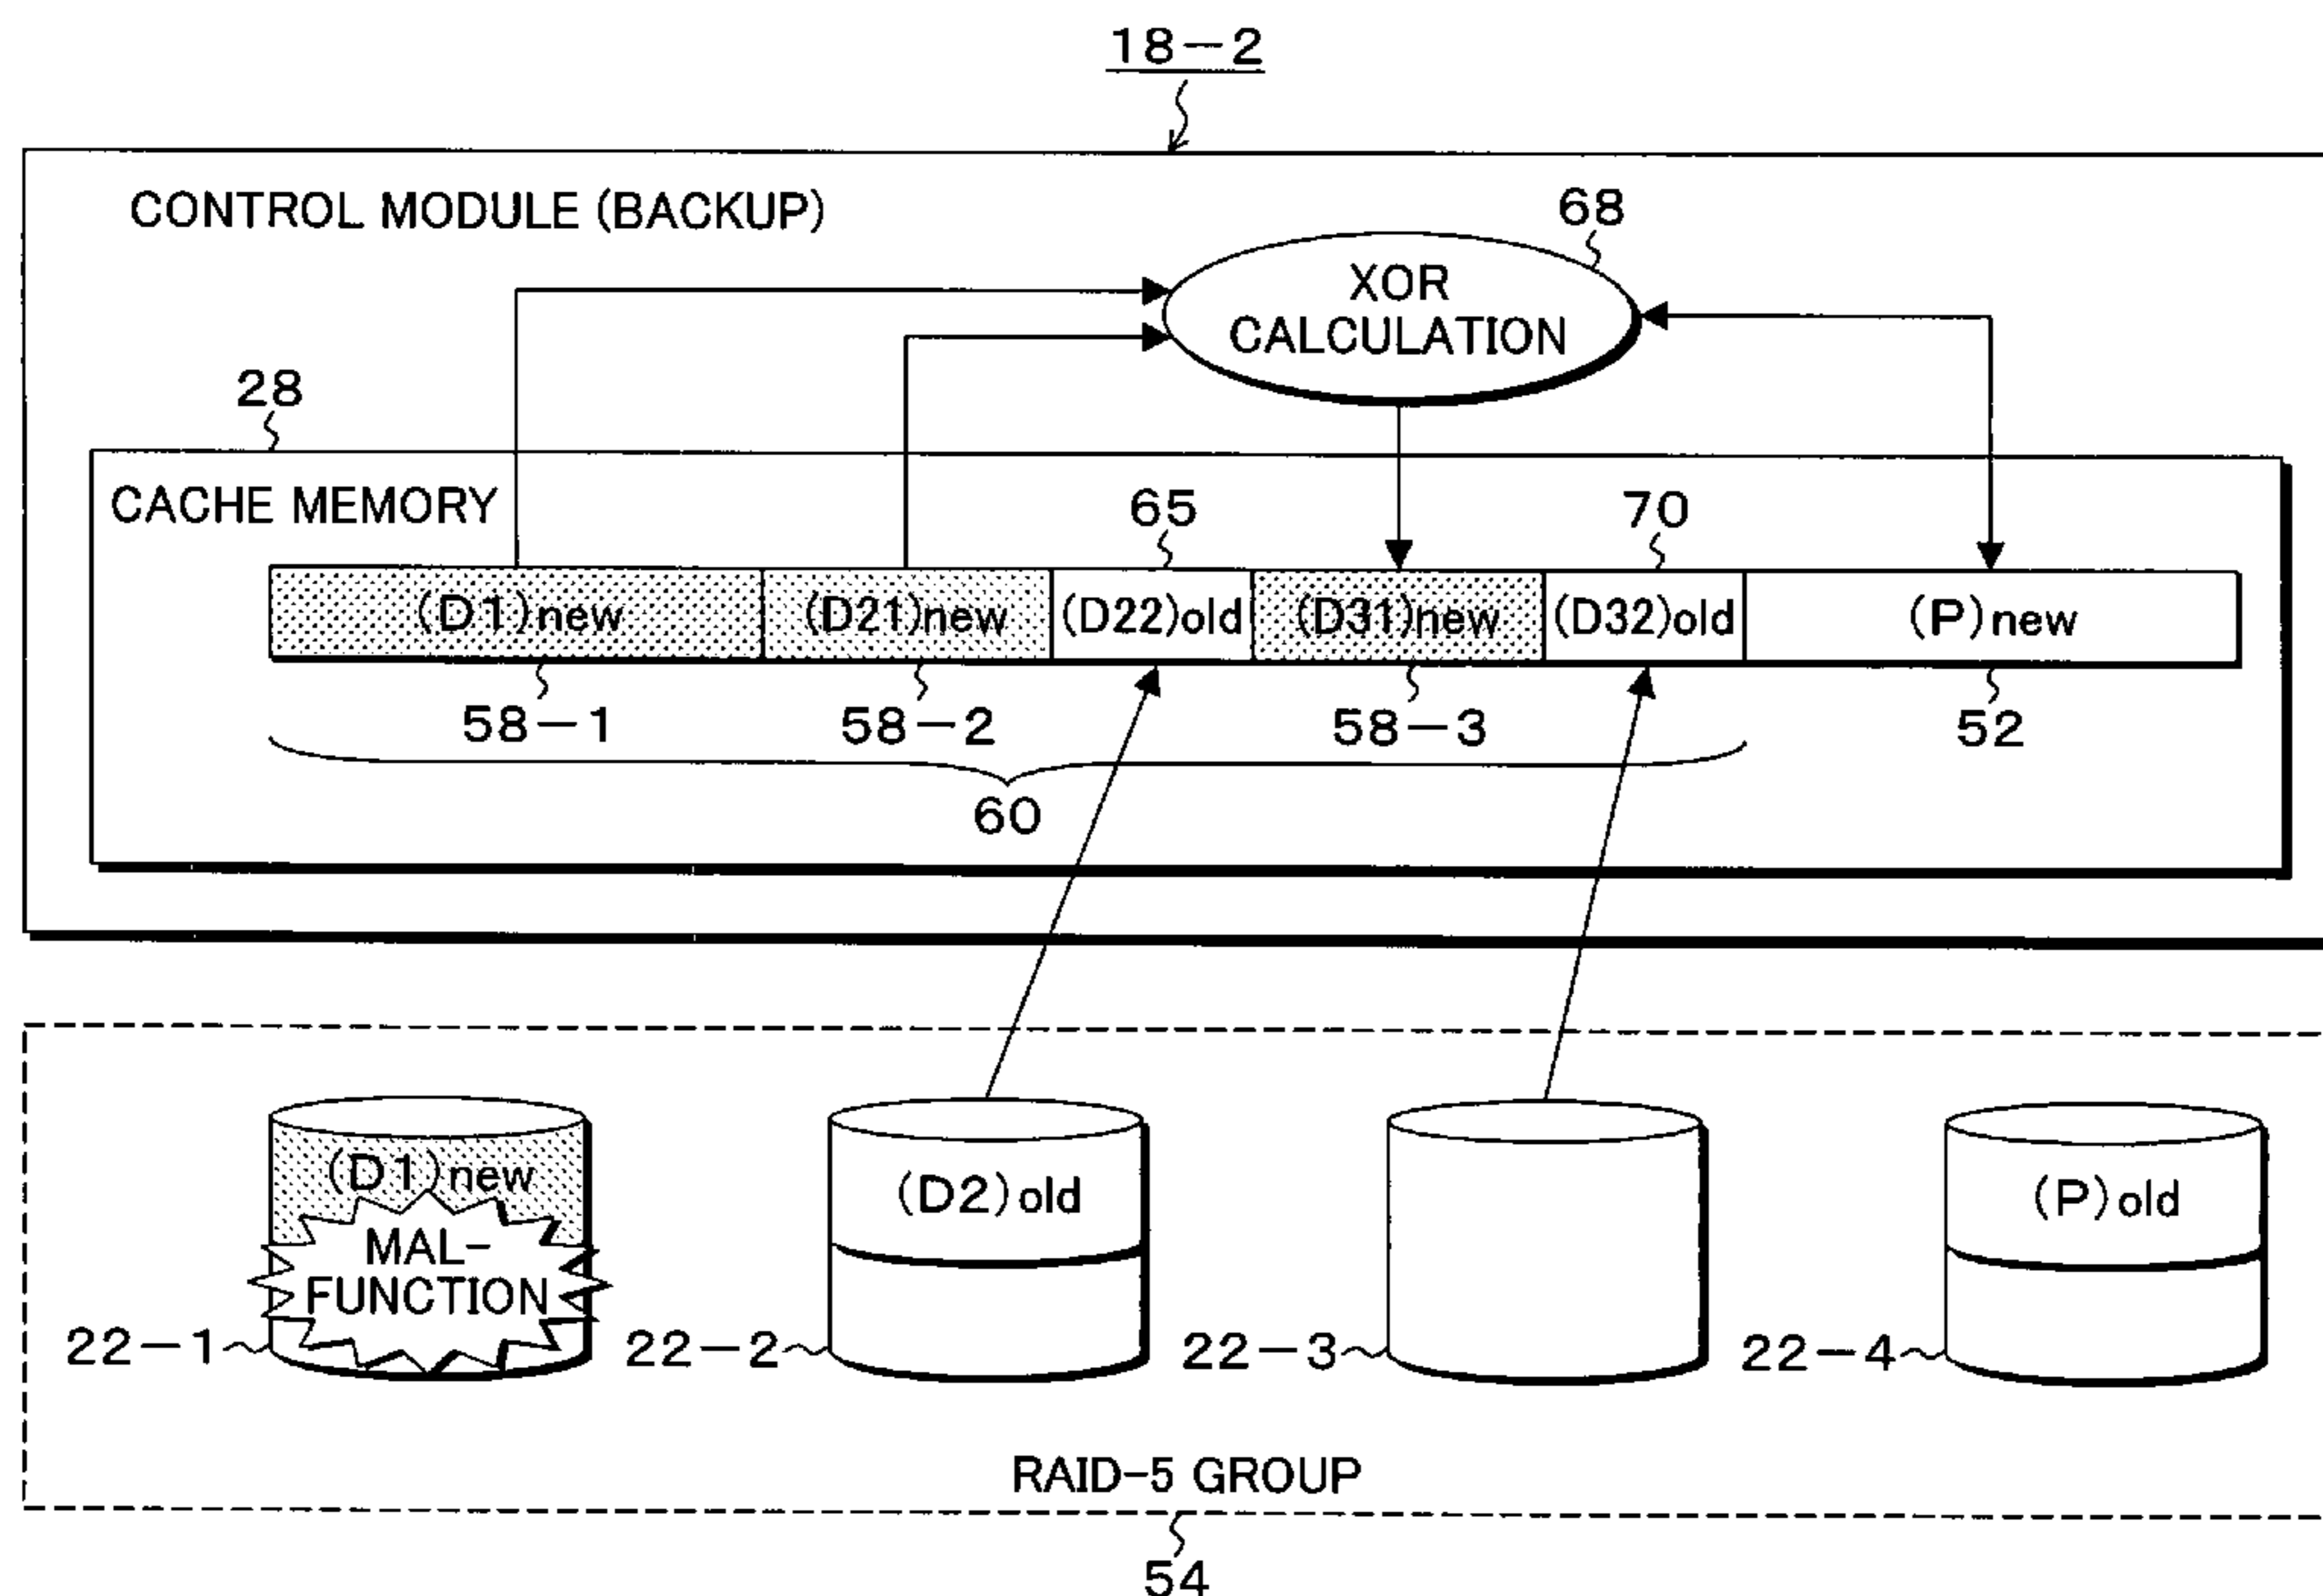 18-2
CONTROL MODULE (BACKUP)
68
XOR
CALCULATION
28
CACHE MEMORY
65
70
(D1)new
(D21)new
(D22)old
(D31)new
(D32)old
(P)new
58-1
58-2
58-3
52
60
(D1)new
MAL-
FUNCTION
(D2)old
(P)old
22-1
22-2
22-3
22-4
RAID-5 GROUP
54